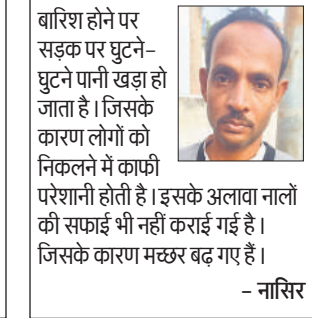 बारिश होने पर
सड़क पर घुटने–
घुटने पानी खड़ा हो
जाता है । जिसके
कारण लोगों को
निकलने में काफी
परेशानी होती है । इसके अलावा नालों
की सफाई भी नहीं कराई गई है ।
जिसके कारण मच्छर बढ़ गए हैं ।
– नासिर